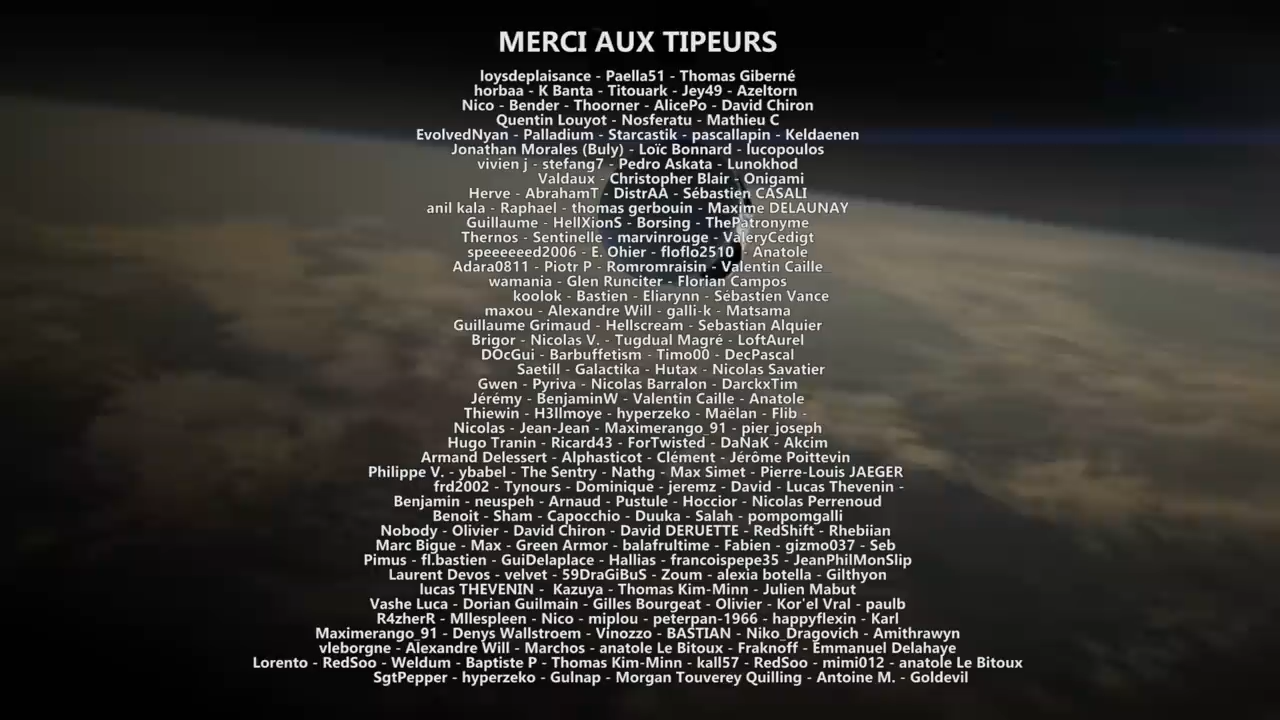 MERCI AUX TIPEURS
loysdeplaisance - Paella51 - Thomas Giberné
horbaa - K Banta - Titouark - Jey49 - Azeltorn
Nico - Bender - Thoorner - AlicePo - David Chiron
Quentin Louyot - Nosferatu - Mathieu C
EvolvedNyan - Palladium - Starcastik - pascallapin - Keldaenen
Jonathan Morales (Buly) - Loïc Bonnard - lucopoulos
vivien j - stefang7 - Pedro Askata - Lunokhod
Valdaux - Christopher Blair - Onigami
Herve - AbrahamT - DistrAA - Sébastien CASALI
anil kala - Raphael - thomas gerbouin - Maxime DELAUNAY
Guillaume - HellXionS - Borsing - ThePatronyme
Thernos - Sentinelle - marvinrouge - ValeryCedigt
speeeeeed2006 - E. Ohier - floflo2510 - Anatole
Adara0811 - Piotr P - Romromraisin - Valentin Caille
wamania - Glen Runciter - Florian Campos
koolok - Bastien - Eliarynn - Sébastien Vance
maxou - Alexandre Will - galli-k - Matsama
Guillaume Grimaud - Hellscream - Sebastian Alquier
Brigor - Nicolas V. - Tugdual Magré - LoftAurel
DOcGui - Barbuffetism - Timo00 - DecPascal
Saetill - Galactika - Hutax - Nicolas Savatier
Gwen - Pyriva - Nicolas Barralon - DarckxTim
Jérémy - BenjaminW - Valentin Caille - Anatole
Thiewin - H3llmoye - hyperzeko - Maëlan - Flib -
Nicolas - Jean-Jean - Maximerango_91 - pier_joseph
Hugo Tranin - Ricard43 - ForTwisted - DaNaK - Akcim
Armand Delessert - Alphasticot - Clément - Jérôme Poittevin
Philippe V. - ybabel - The Sentry - Nathg - Max Simet - Pierre-Louis JAEGER
frd2002 - Tynours - Dominique - jeremz - David - Lucas Thevenin -
Benjamin - neuspeh - Arnaud - Pustule - Hoccior - Nicolas Perrenoud
Benoit - Sham - Capocchio - Duuka - Salah - pompomgalli
Nobody - Olivier - David Chiron - David DERUETTE - RedShift - Rhebiian
Marc Bigue - Max - Green Armor - balafrultime - Fabien - gizmo037 - Seb
Pimus - fl.bastien - GuiDelaplace - Hallias - francoispepe35 - JeanPhilMonSlip
Laurent Devos - velvet - 59DraGiBuS - Zoum - alexia botella - Gilthyon
lucas THEVENIN - Kazuya - Thomas Kim-Minn - Julien Mabut
Vashe Luca - Dorian Guilmain - Gilles Bourgeat - Olivier - Kor'el Vral - paulb
R4zherR - Mllespleen - Nico - miplou - peterpan-1966 - happyflexin - Karl
Maximerango_91 - Denys Wallstroem - Vinozzo - BASTIAN - Niko_Dragovich - Amithrawyn
vleborgne - Alexandre Will - Marchos - anatole Le Bitoux - Fraknoff - Emmanuel Delahaye
Lorento - RedSoo - Weldum - Baptiste P - Thomas Kim-Minn - kall57 - RedSoo - mimi012 - anatole Le Bitoux
SgtPepper - hyperzeko - Gulnap - Morgan Touverey Quilling - Antoine M. - Goldevil